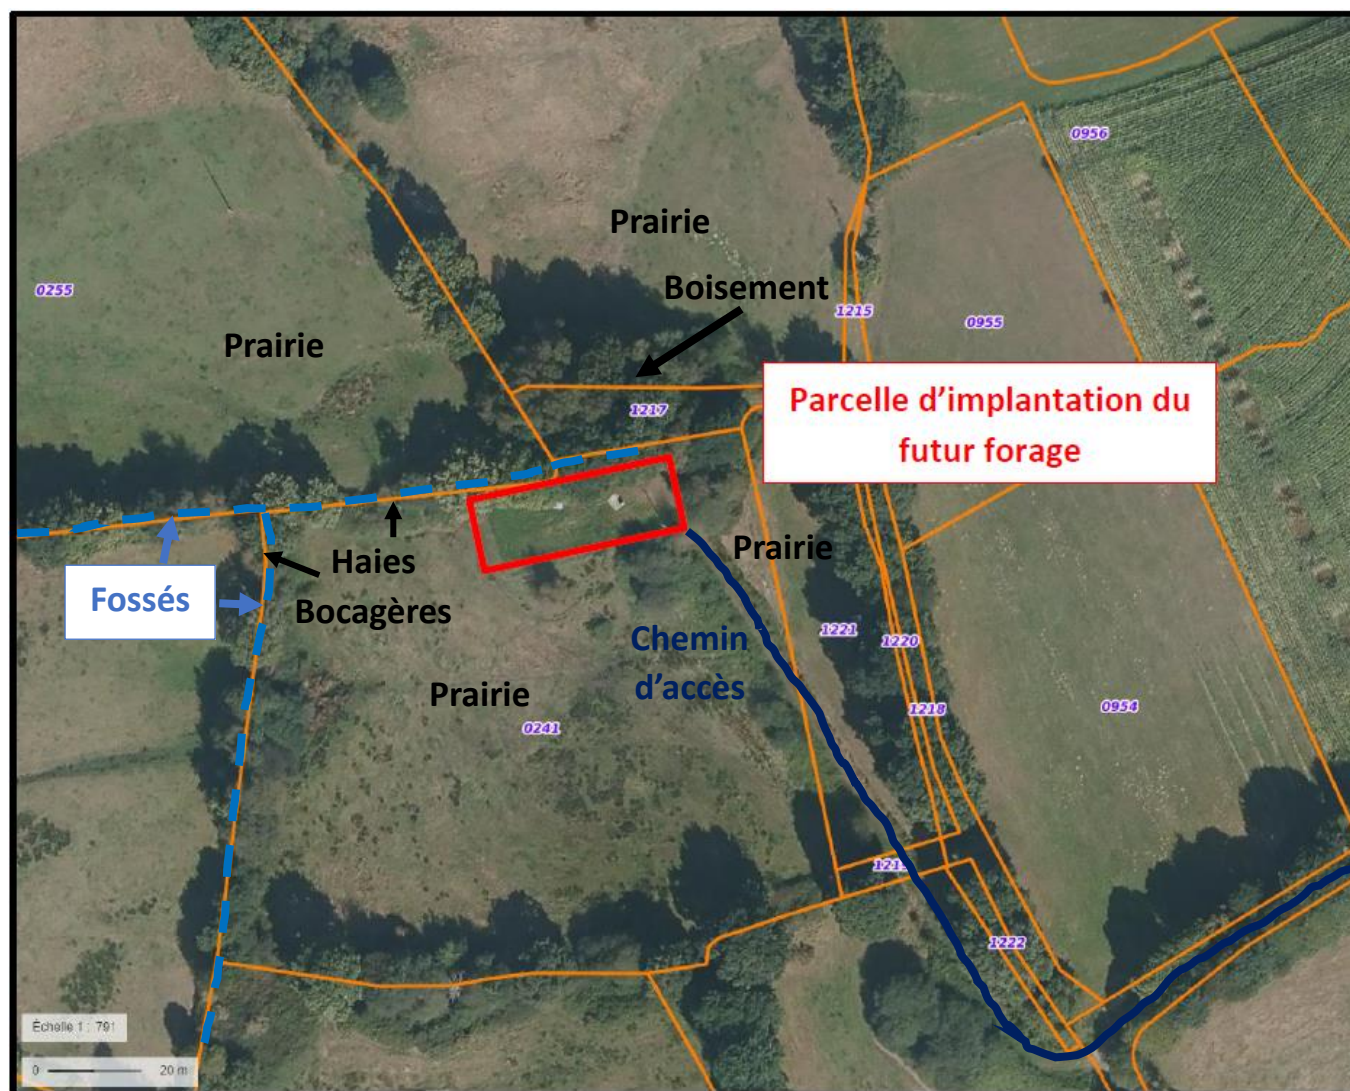 0956
Prairie
Boisement
0255
1215
0955
Prairie
Parcelle d’implantation du
futur forage
1217
Prairie
Haies
Bocagères
Fossés
Chemin
d’accès
1221
1220
Prairie
0241
1218
0954
1222
Échelle 1 : 791
0
20 m